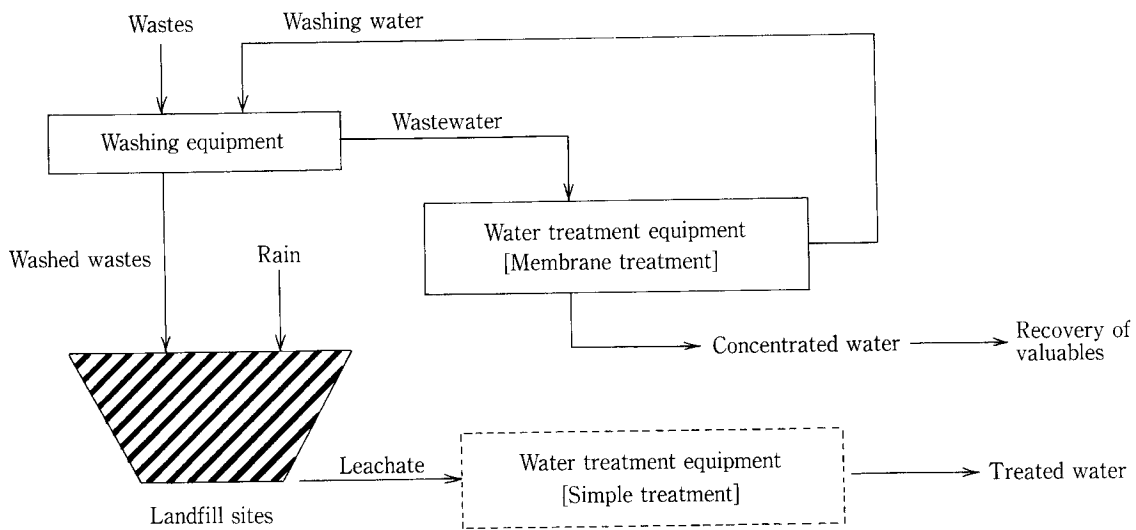 Wastes
Washing water
Washing equipment
Wastewater
Water treatment equipment
[Membrane treatment]
Washed wastes
Rain
Concentrated water
Recovery of
valuables
Leachate
Water treatment equipment
[Simple treatment]
Treated water
Landfill sites